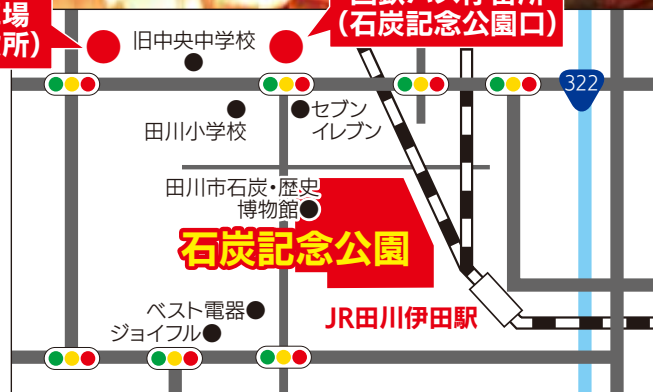 場
所)
(石炭記念公園口)
旧中央中学校
322
田川小学校
セブン
イレブン
田川市石炭・歴史
博物館
石炭記念公園
ベスト電器
ジョイフル
JR田川伊田駅